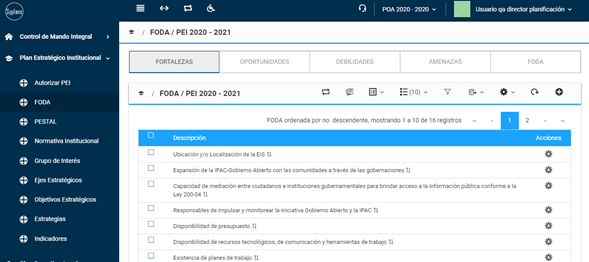 Syplans
POA 2020 - 2020
Usuario qa director planificación
Control de Mando Integral
/ FODA / PEI 2020 - 2021
Plan Estratégico Institucional
FORTALEZAS
OPORTUNIDADES
DEBILIDADES
AMENAZAS
FODA
Autorizar PEI
/ FODA / PEI 2020 - 2021
(10)
FODA
PESTAL
FODA ordenada por no. descendente, mostrando 1 a 10 de 16 registros
1
2
Normativa Institucional
Descripción
Acciones
Grupo de Interés
Ubicación y/o Localización de la EIS
Expansión de la IPAC-Gobierno Abierto con las comunidades a través de las gobernaciones
Ejes Estratégicos
Capacidad de mediación entre ciudadanos e instituciones gubernamentales para brindar acceso a la información pública conforme a la
Ley 200-04
Objetivos Estratégicos
Responsables de impulsar y monitorear la iniciativa Gobierno Abierto y la IPAC
Estrategias
Disponibilidad de presupuesto
Indicadores
Disponibilidad de recursos tecnológicos, de comunicación y herramientas de trabajo
Existencia de planes de trabajo